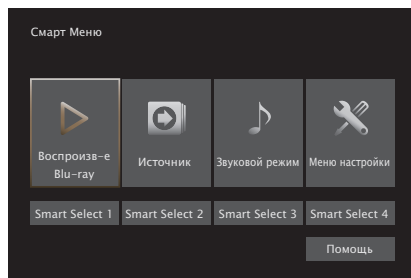 Смарт Меню
Воспроизв-е
Blu-ray
Источник
Звуковой режим
Меню настройки
Smart Select 1
Smart Select 2
Smart Select 3
Smart Select 4
Помощь